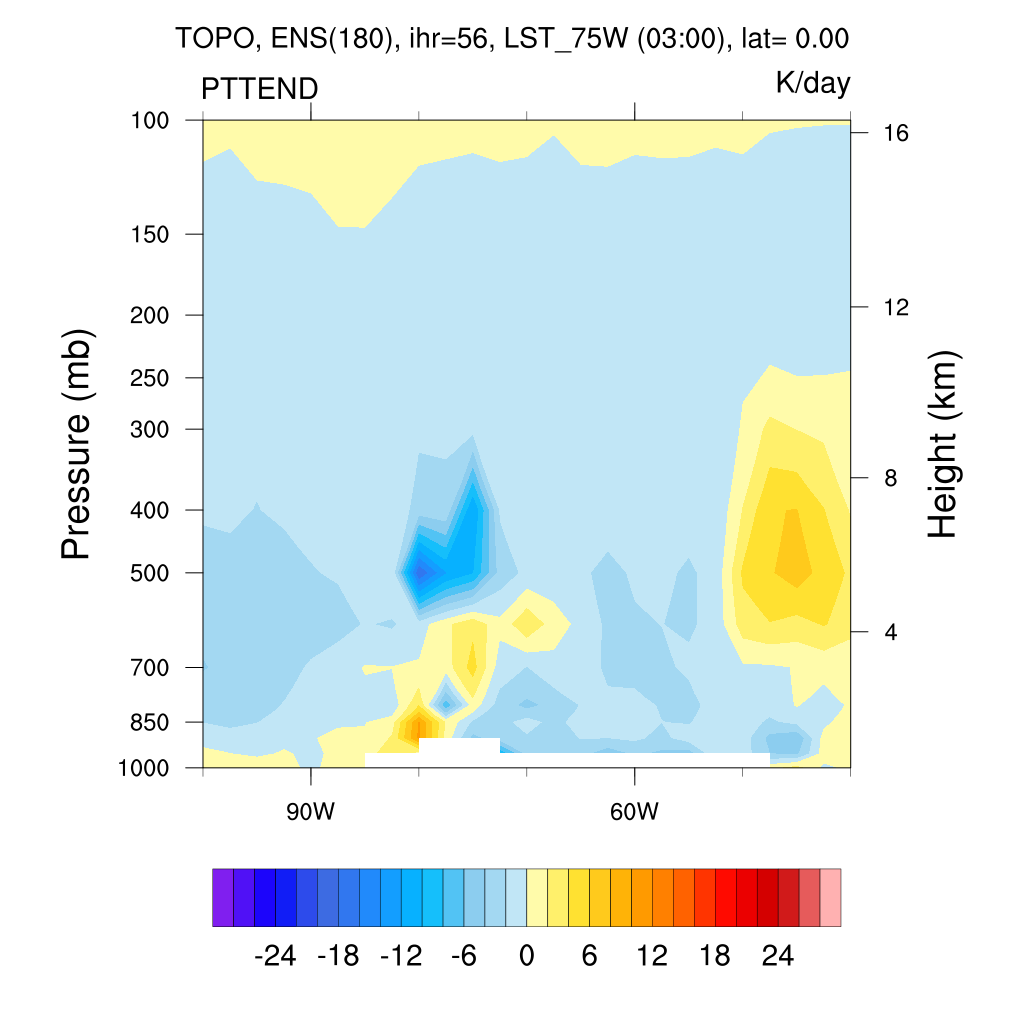 TOPO, ENS(180), ihr=56, LST_75W (03:00), lat= 0.00
PTTEND
K/day
100
150
200
250
300
400
500
700
850
1000
Pressure (mb)
16
12
8
4
Height (km)
90W
60W
-24 -18 -12 -6 0 6 12 18 24